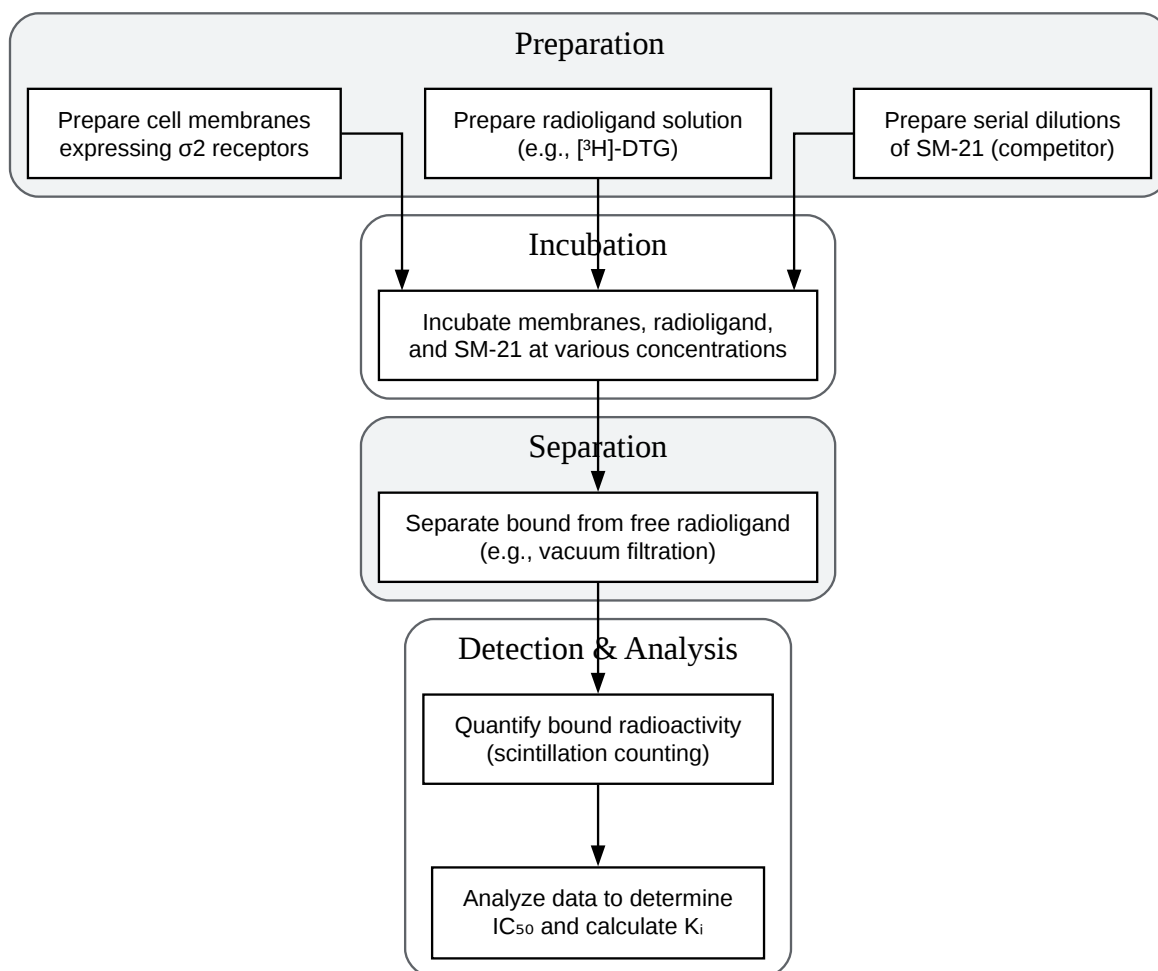 Preparation
Prepare cell membranes
expressing σ2 receptors
Prepare radioligand solution
(e.g., [³H]-DTG)
Prepare serial dilutions
of SM-21 (competitor)
Incubation
Incubate membranes, radioligand,
and SM-21 at various concentrations
Separation
Separate bound from free radioligand
(e.g., vacuum filtration)
Detection & Analysis
Quantify bound radioactivity
(scintillation counting)
Analyze data to determine
IC₅₀ and calculate Kᵢ